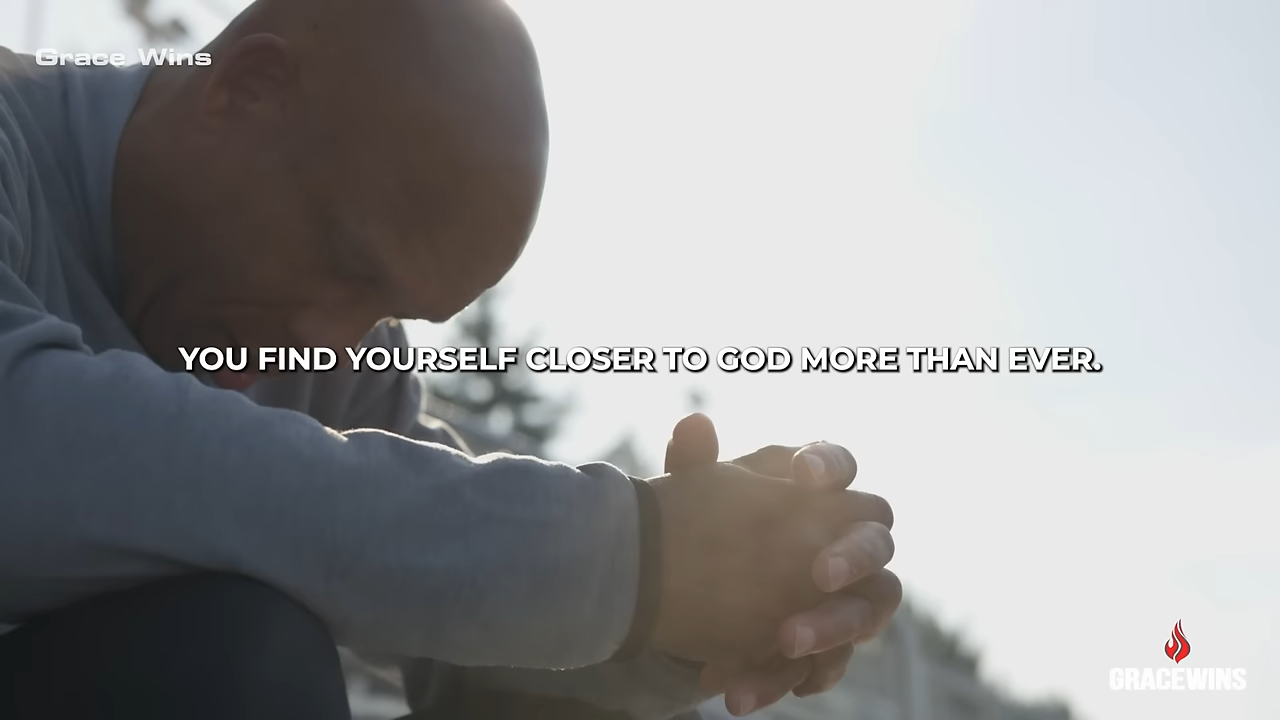 Grace Wins
YOU FIND YOURSELF CLOSER TO GOD MORE THAN EVER.
GRACEWINS